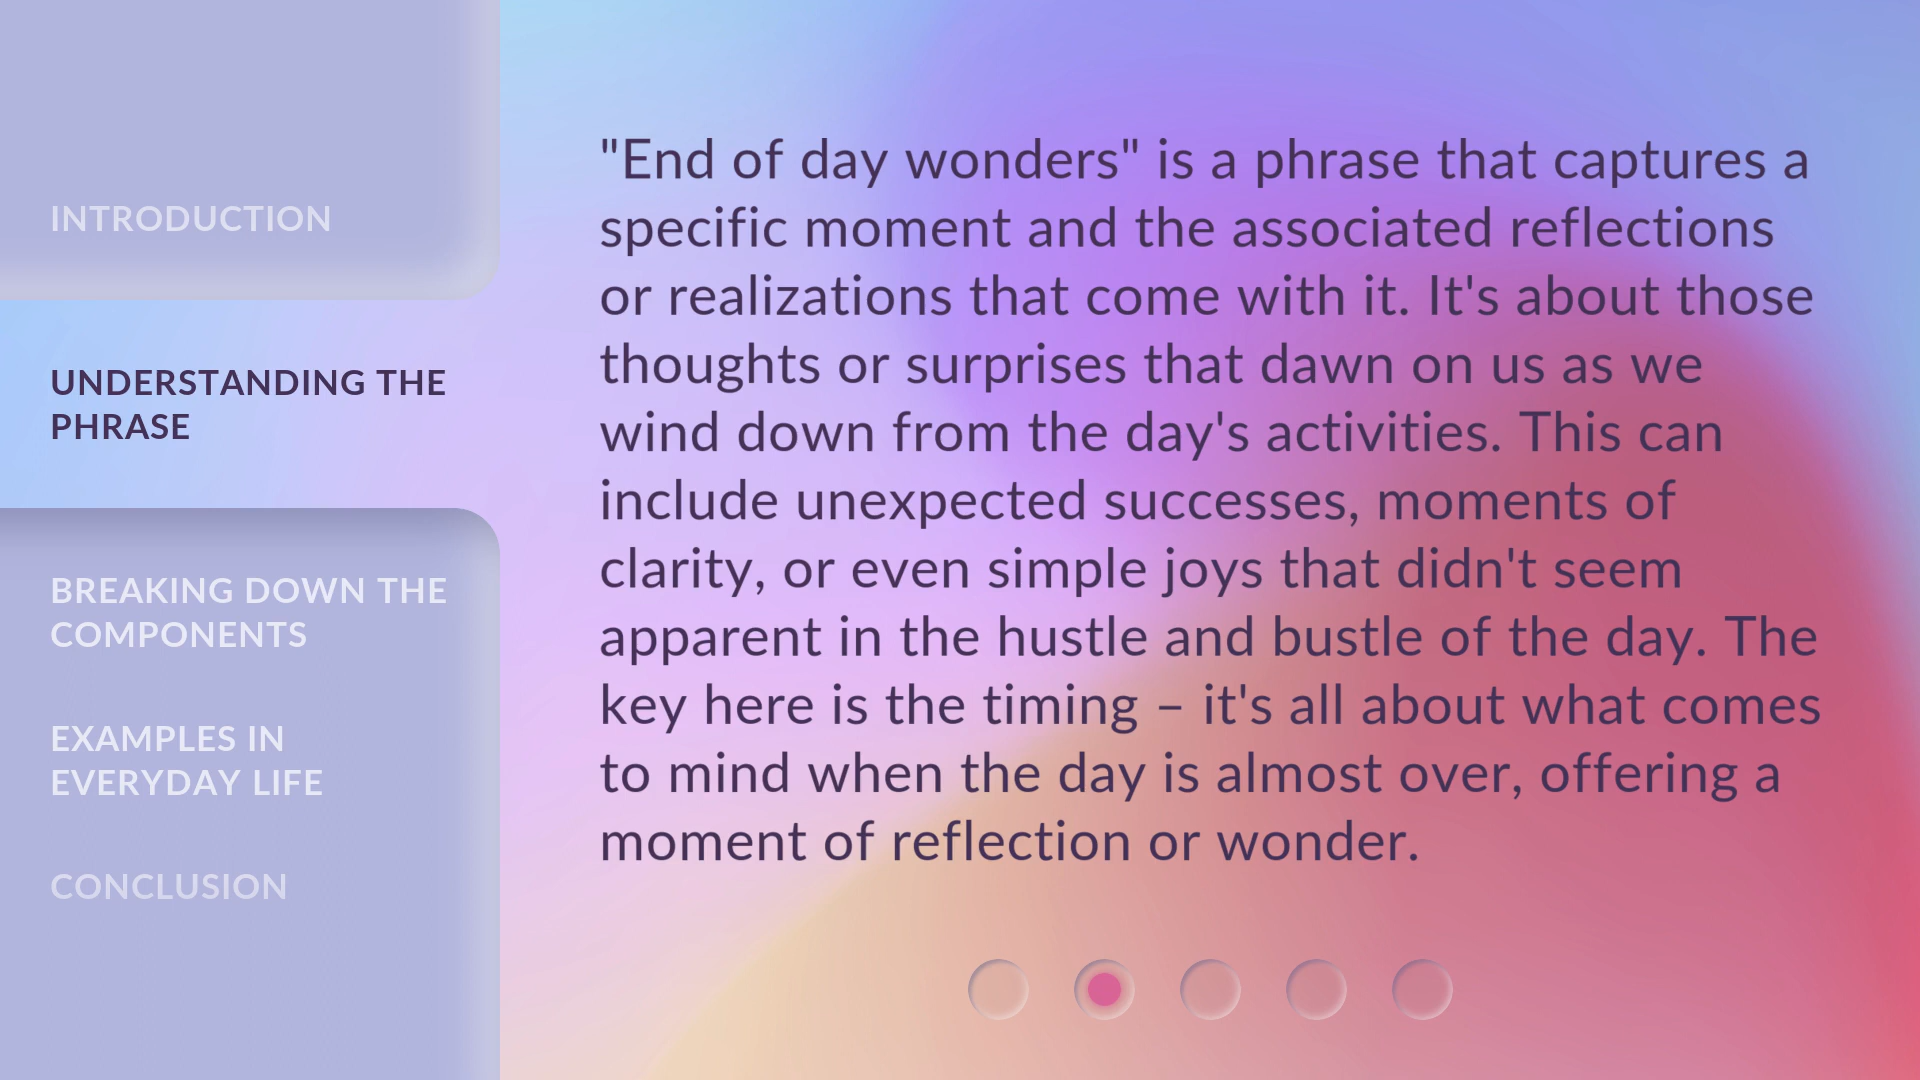 INTRODUCTION
UNDERSTANDING THE
PHRASE
BREAKING DOWN THE
COMPONENTS
EXAMPLES IN
EVERYDAY LIFE
CONCLUSION
"End of day wonders" is a phrase that captures a
specific moment and the associated reflections
or realizations that come with it. It's about those
thoughts or surprises that dawn on us as we
wind down from the day's activities. This can
include unexpected successes, moments of
clarity, or even simple joys that didn't seem
apparent in the hustle and bustle of the day. The
key here is the timing – it's all about what comes
to mind when the day is almost over, offering a
moment of reflection or wonder.